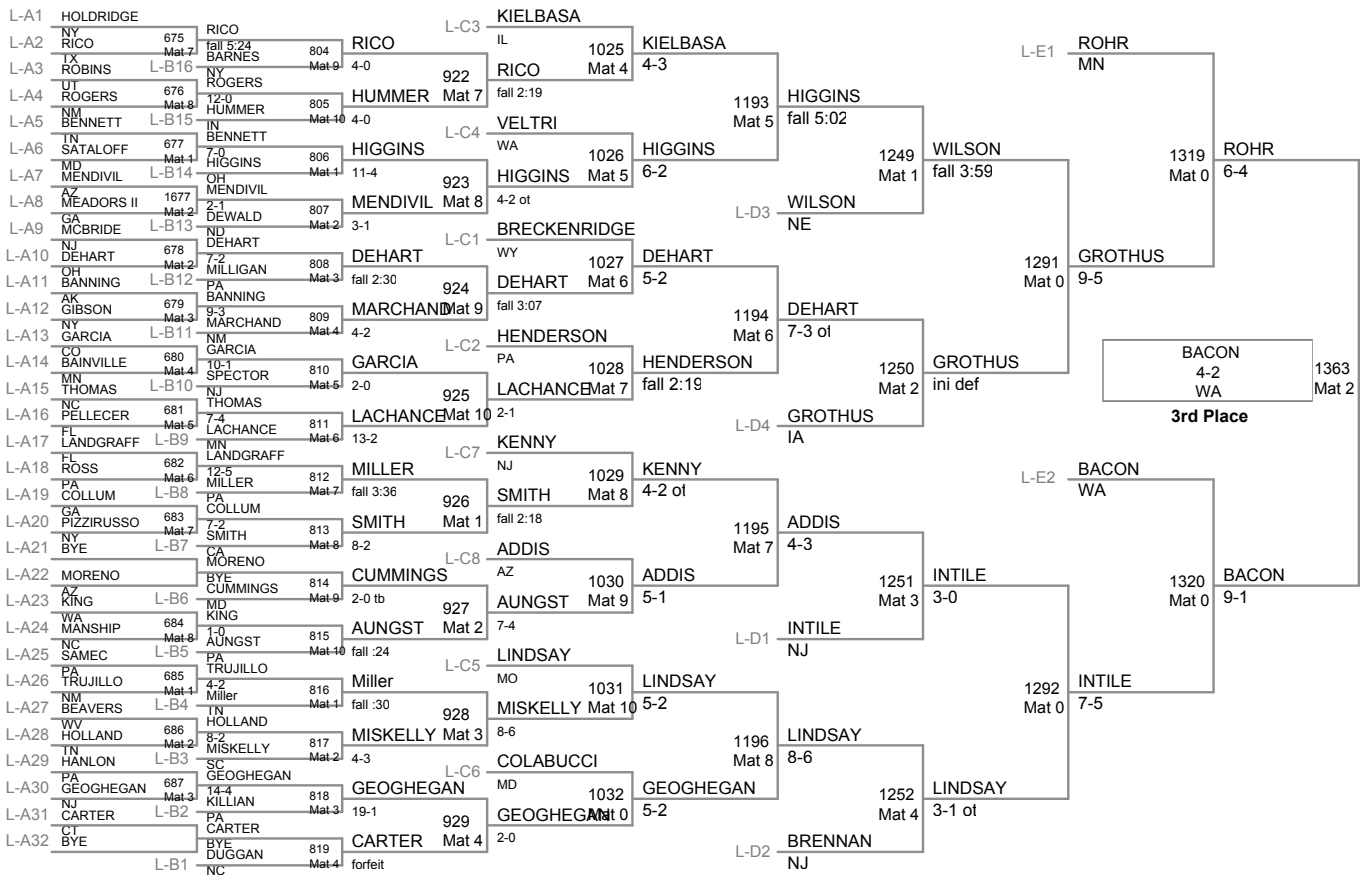 L-A1 HOLDRIDGE
NY
L-A2 RICO
TX
675
Mat 7
L-A3 ROBINS
UT
L-A4 ROGERS
NM
676
Mat 8
L-A5 BENNETT
TN
L-A6 SATALOFF
MD
677
Mat 1
L-A7 MENDIVIL
AZ
L-A8 MEADORS II
GA
1677
Mat 2
L-A9 MCBRIDE
NJ
L-A10 DEHART
OH
678
Mat 2
L-A11 BANNING
AK
L-A12 GIBSON
NY
679
Mat 3
L-A13 GARCIA
CO
L-A14 BAINVILLE
MN
680
Mat 4
L-A15 THOMAS
NC
L-A16 PELLECER
FL
681
Mat 5
L-A17 LANDGRAFF
FL
L-A18 ROSS
PA
682
Mat 6
L-A19 COLLUM
GA
L-A20 PIZZIRUSSO
NY
683
Mat 7
L-A21 BYE
L-A22 MORENO
AZ
L-A23 KING
WA
L-A24 MANSHIP
NC
684
Mat 8
L-A25 SAMEC
PA
L-A26 TRUJILLO
NM
685
Mat 1
L-A27 BEAVERS
WV
L-A28 HOLLAND
TN
686
Mat 2
L-A29 HANLON
PA
L-A30 GEOGHEGAN
NJ
687
Mat 3
L-A31 CARTER
CT
L-A32 BYE
RICO
fall 5:24
L-B16 BARNES
NY
804
Mat 9
ROGERS
12-0
L-B15 HUMMER
IN
805
Mat 10
BENNETT
7-0
L-B14 HIGGINS
OH
806
Mat 1
MENDIVIL
2-1
L-B13 DEWALD
ND
807
Mat 2
DEHART
7-2
L-B12 MILLIGAN
PA
808
Mat 3
BANNING
9-3
L-B11 MARCHAND
NM
809
Mat 4
GARCIA
10-1
L-B10 SPECTOR
NJ
810
Mat 5
THOMAS
7-4
L-B9 LACHANCE
MN
811
Mat 6
LANDGRAFF
12-5
L-B8 MILLER
PA
812
Mat 7
COLLUM
7-2
L-B7 SMITH
CA
813
Mat 8
MORENO
BYE
L-B6 CUMMINGS
MD
814
Mat 9
KING
1-0
L-B5 AUNGST
PA
815
Mat 10
TRUJILLO
4-2
L-B4 Miller
TN
816
Mat 1
HOLLAND
8-2
L-B3 MISKELLY
SC
817
Mat 2
GEOGHEGAN
14-4
L-B2 KILLIAN
PA
818
Mat 3
CARTER
BYE
L-B1 DUGGAN
NC
819
Mat 4
RICO
4-0
922
Mat 7
HUMMER
4-0
HIGGINS
11-4
923
Mat 8
MENDIVIL
3-1
DEHART
fall 2:30
924
Mat 9
MARCHAND
4-2
GARCIA
2-0
925
Mat 10
LACHANCE
13-2
MILLER
fall 3:36
926
Mat 1
SMITH
8-2
CUMMINGS
2-0 tb
927
Mat 2
AUNGST
fall :24
Miller
fall :30
928
Mat 3
MISKELLY
4-3
GEOGHEGAN
19-1
929
Mat 4
CARTER
forfeit
L-C3 KIELBASA
IL
1025
Mat 4
RICO
fall 2:19
L-C4 VELTRI
WA
1026
Mat 5
HIGGINS
4-2 ot
L-C1 BRECKENRIDGE
WY
1027
Mat 6
DEHART
fall 3:07
L-C2 HENDERSON
PA
1028
Mat 7
LACHANCE
2-1
L-C7 KENNY
NJ
1029
Mat 8
SMITH
fall 2:18
L-C8 ADDIS
AZ
1030
Mat 9
AUNGST
7-4
L-C5 LINDSAY
MO
1031
Mat 10
MISKELLY
8-6
L-C6 COLABUCCI
MD
1032
Mat 0
GEOGHEGAN
2-0
KIELBASA
4-3
1193
Mat 5
HIGGINS
6-2
DEHART
5-2
1194
Mat 6
HENDERSON
fall 2:19
KENNY
4-2 ot
1195
Mat 7
ADDIS
5-1
LINDSAY
5-2
1196
Mat 8
GEOGHEGAN
5-2
HIGGINS
fall 5:02
1249
Mat 1
L-D3 WILSON
NE
DEHART
7-3 ot
1250
Mat 2
L-D4 GROTHUS
IA
ADDIS
4-3
1251
Mat 3
L-D1 INTILE
NJ
LINDSAY
8-6
1252
Mat 4
L-D2 BRENNAN
NJ
WILSON
fall 3:59
1291
Mat 0
GROTHUS
inj def
INTILE
3-0
1292
Mat 0
LINDSAY
3-1 ot
L-E1 ROHR
MN
1319
Mat 0
GROTHUS
9-5
L-E2 BACON
WA
1320
Mat 0
INTILE
7-5
ROHR
6-4
1363
Mat 2
BACON
9-1
BACON
4-2
WA
3rd Place